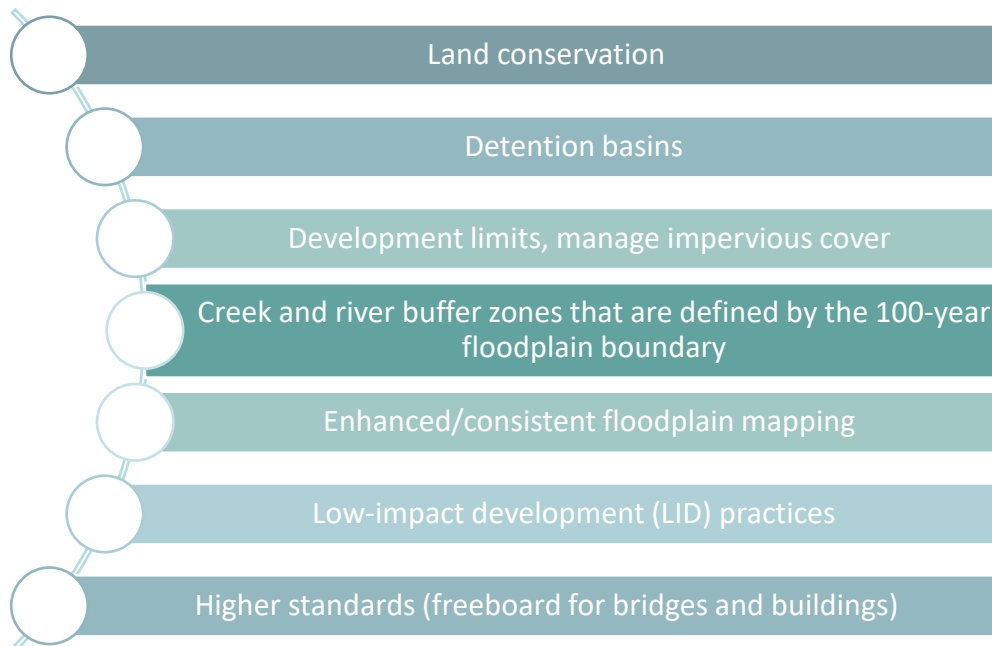 Land conservation
Detention basins
Development limits, manage impervious cover
Creek and river buffer zones that are defined by the 100-year
floodplain boundary
Enhanced/consistent floodplain mapping
Low-impact development (LID) practices
Higher standards (freeboard for bridges and buildings)